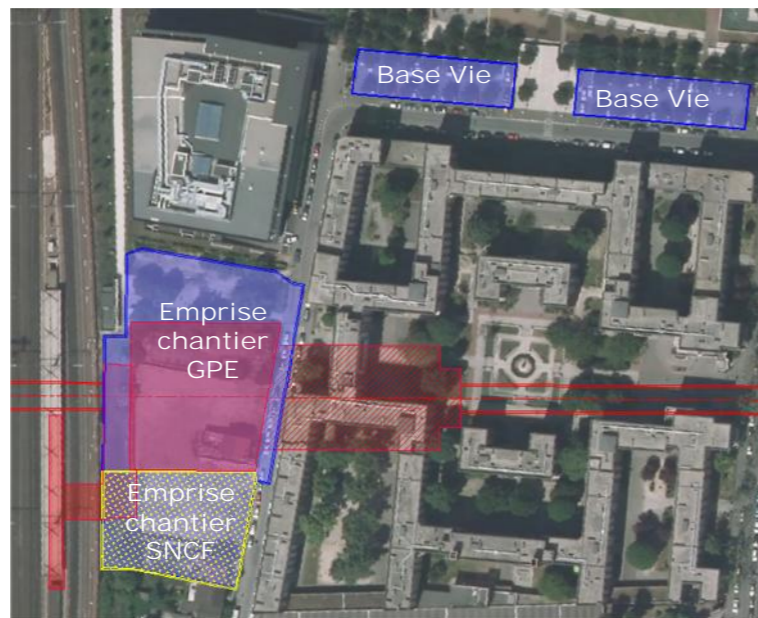 Base Vie
Base Vie
Emprise
chantier
GPE
Emprise
chantier
SNCF